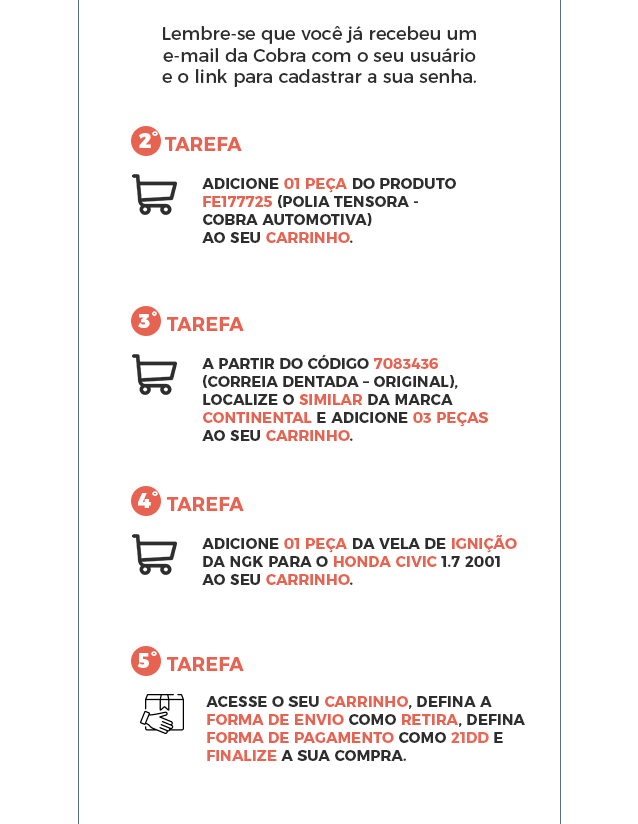 Lembre-se que você já recebeu um
e-mail da Cobra com o seu usuário
e o link para cadastrar a sua senha.
2º TAREFA
ADICIONE 01 PEÇA DO PRODUTO
FE177725 (POLIA TENSORA -
COBRA AUTOMOTIVA)
AO SEU CARRINHO.
3º TAREFA
A PARTIR DO CÓDIGO 7083436
(CORREIA DENTADA – ORIGINAL),
LOCALIZE O SIMILAR DA MARCA
CONTINENTAL E ADICIONE 03 PEÇAS
AO SEU CARRINHO.
4º TAREFA
ADICIONE 01 PEÇA DA VELA DE IGNIÇÃO
DA NGK PARA O HONDA CIVIC 1.7 2001
AO SEU CARRINHO.
5º TAREFA
ACESSE O SEU CARRINHO, DEFINA A
FORMA DE ENVIO COMO RETIRA, DEFINA
FORMA DE PAGAMENTO COMO 21DD E
FINALIZE A SUA COMPRA.